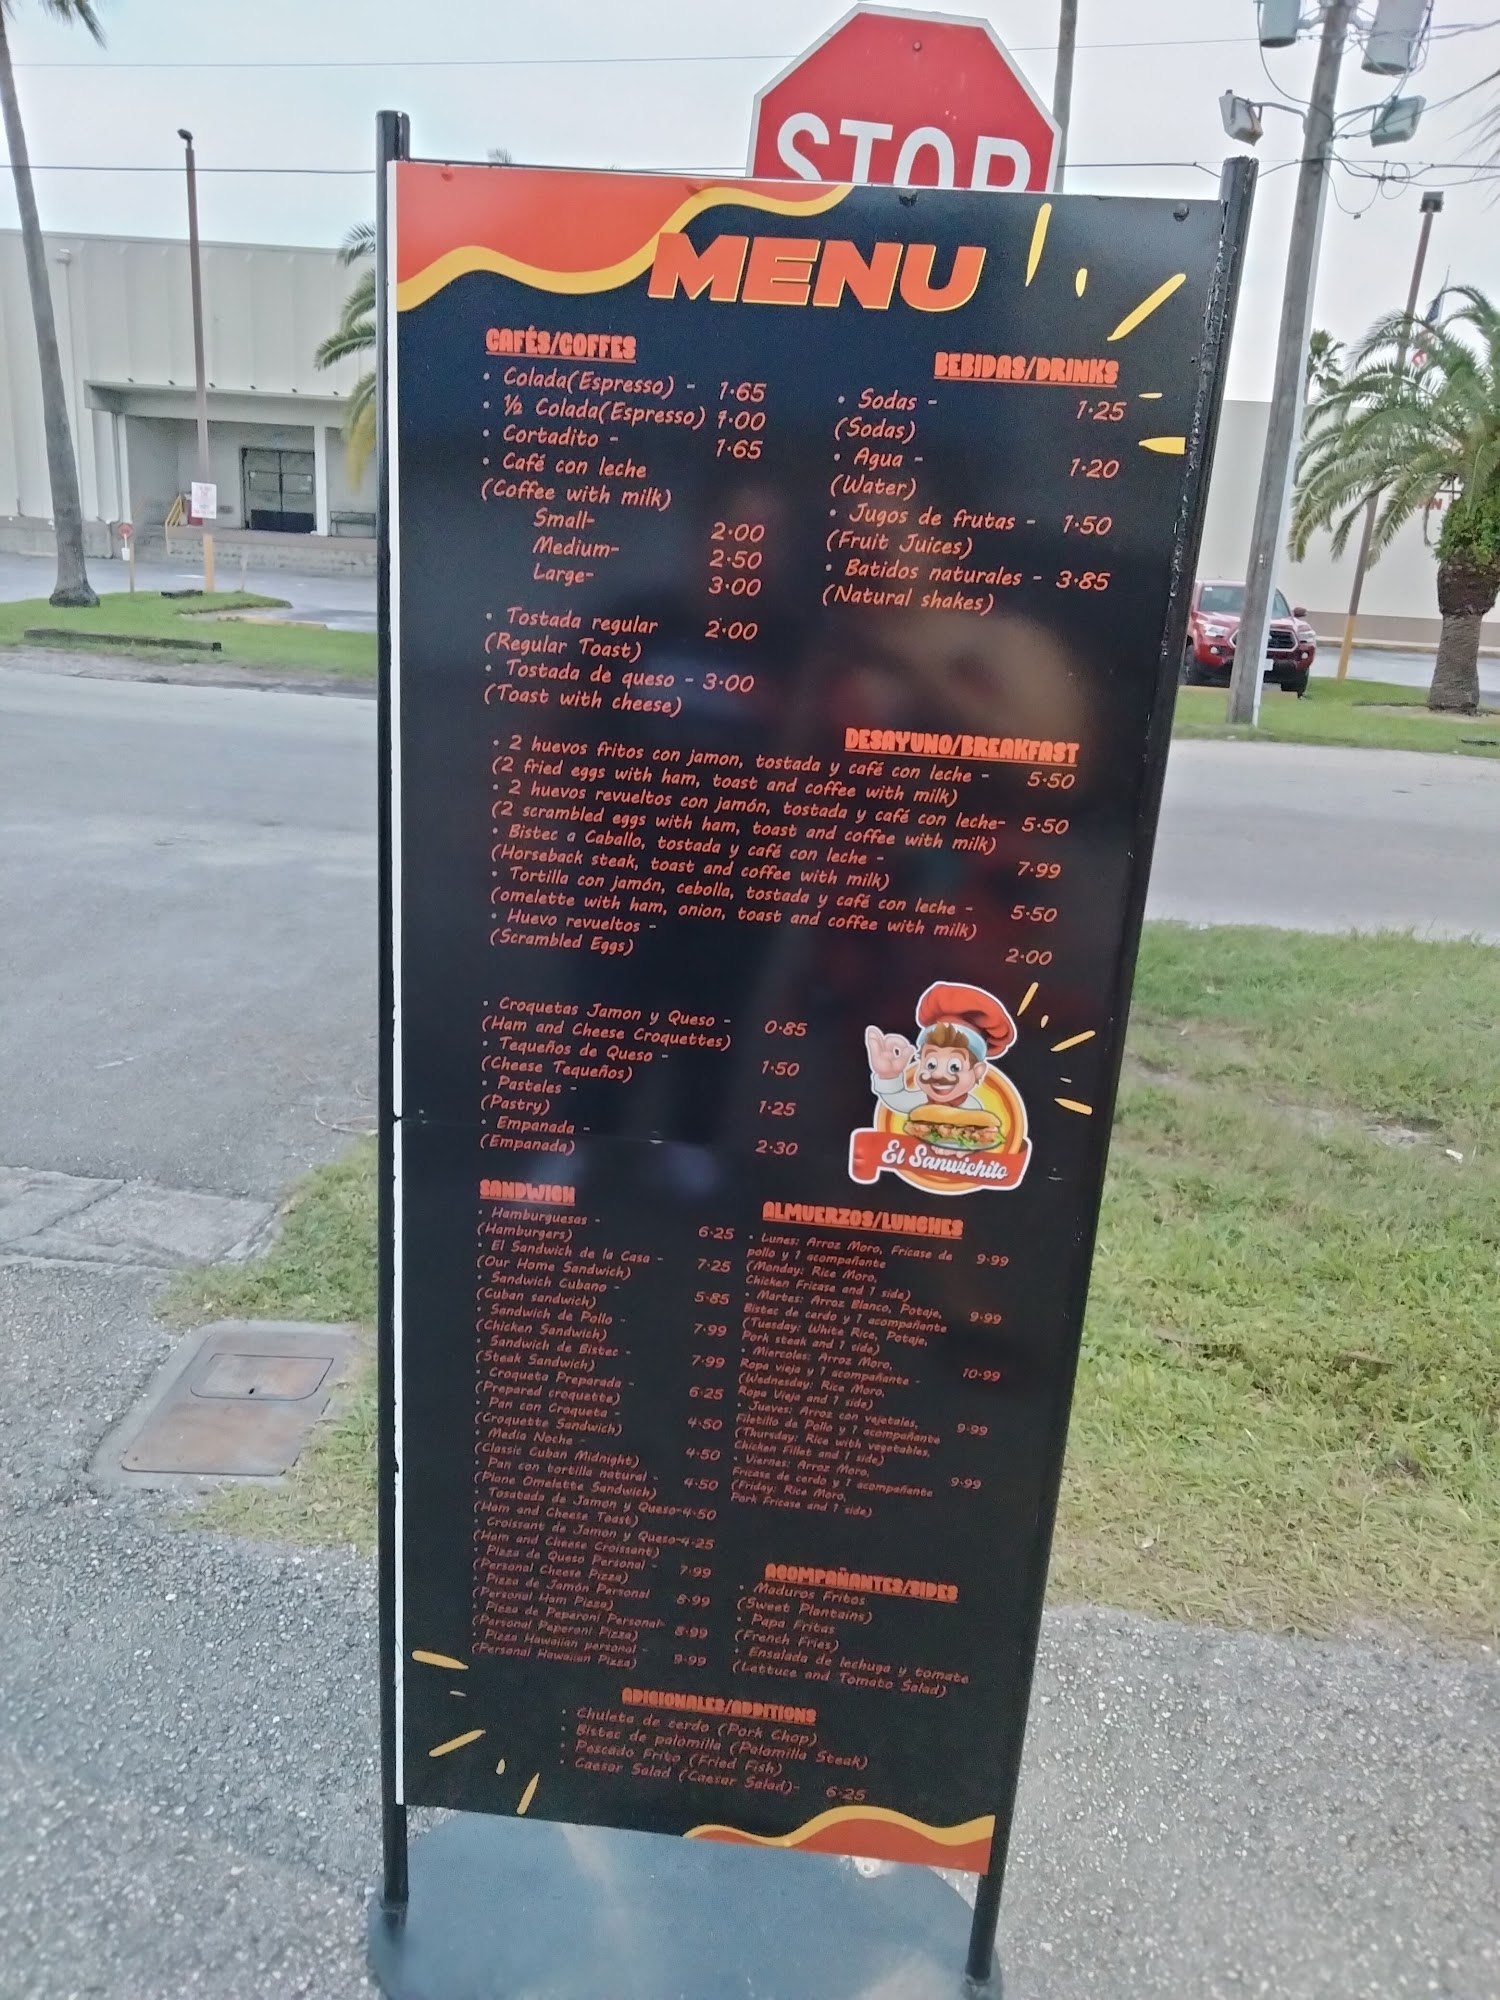 STOP
MENU
CAFÉS/COFFES
• Colada(Espresso) - 1.65
• ½ Colada(Espresso) 1.00
• Cortadito - 1.65
• Café con leche
(Coffee with milk)
Small- 2.00
Medium- 2.50
Large- 3.00
• Tostada regular 2.00
(Regular Toast)
• Tostada de queso - 3.00
(Toast with cheese)
BEBIDAS/DRINKS
• Sodas - 1.25
(Sodas)
• Agua - 1.20
(Water)
• Jugos de frutas - 1.50
(Fruit Juices)
• Batidos naturales - 3.85
(Natural shakes)
DESAYUNO/BREAKFAST
• 2 huevos fritos con jamon, tostada y café con leche - 5.50
(2 fried eggs with ham, toast and coffee with milk)
• 2 huevos revueltos con jamón, tostada y café con leche- 5.50
(2 scrambled eggs with ham, toast and coffee with milk)
• Bistec a Caballo, tostada y café con leche - 7.99
(Horseback steak, toast and coffee with milk)
• Tortilla con jamón, cebolla, tostada y café con leche - 5.50
(omelette with ham, onion, toast and coffee with milk)
• Huevo revueltos - 2.00
(Scrambled Eggs)
• Croquetas Jamon y Queso - 0.85
(Ham and Cheese Croquettes)
• Tequeños de Queso - 1.50
(Cheese Tequeños)
• Pasteles - 1.25
(Pastry)
• Empanada - 2.30
(Empanada)
El Sanwichito
SANDWICH
• Hamburguesas - 6.25
(Hamburgers)
• El Sandwich de la Casa - 7.25
(Our Home Sandwich)
• Sandwich Cubano - 5.85
(Cuban sandwich)
• Sandwich de Pollo - 7.99
(Chicken Sandwich)
• Sandwich de Bistec - 7.99
(Steak Sandwich)
• Croqueta Preparada - 6.25
(Prepared croquette)
• Pan con Croqueta - 4.50
(Croquette Sandwich)
• Media Noche - 4.50
(Classic Cuban Midnight)
• Pan con tortilla natural - 4.50
(Plane Omelette Sandwich)
• Tosatada de Jamon y Queso-4.50
(Ham and Cheese Toast)
• Croissant de Jamon y Queso-4.25
(Ham and Cheese Croissant)
• Pizza de Queso Personal - 7.99
(Personal Cheese Pizza)
• Pizza de Jamón Personal 8.99
(Personal Ham Pizza)
• Pizza de Peperoni Personal- 8.99
(Personal Peperoni Pizza)
• Pizza Hawaiian personal - 9.99
(Personal Hawaiian Pizza)
ALMUERZOS/LUNCHES
• Lunes: Arroz Moro, Fricase de 9.99
pollo y 1 acompañante
(Monday: Rice Moro,
Chicken Fricase and 1 side)
• Martes: Arroz Blanco, Potaje, 9.99
Bistec de cerdo y 1 acompañante
(Tuesday: White Rice, Potaje,
Pork steak and 1 side)
• Miercoles: Arroz Moro, 10.99
Ropa vieja y 1 acompañante -
(Wednesday: Rice Moro,
Ropa Vieja and 1 side)
• Jueves: Arroz con vejetales, 9.99
Filetillo de Pollo y 1 acompañante
(Thursday: Rice with vegetables,
Chicken Fillet and 1 side)
• Viernes: Arroz Moro, 9.99
Fricase de cerdo y 1 acompañante
(Friday: Rice Moro,
Pork Fricase and 1 side)
ACOMPAÑANTES/SIDES
• Maduros Fritos
(Sweet Plantains)
• Papa Fritas
(French Fries)
• Ensalada de lechuga y tomate
(Lettuce and Tomato Salad)
ADICIONALES/ADDITIONS
• Chuleta de cerdo (Pork Chop)
• Bistec de palomilla (Palomilla Steak)
• Pescado Frito (Fried Fish)
• Caesar Salad (Caesar Salad)- 6.25